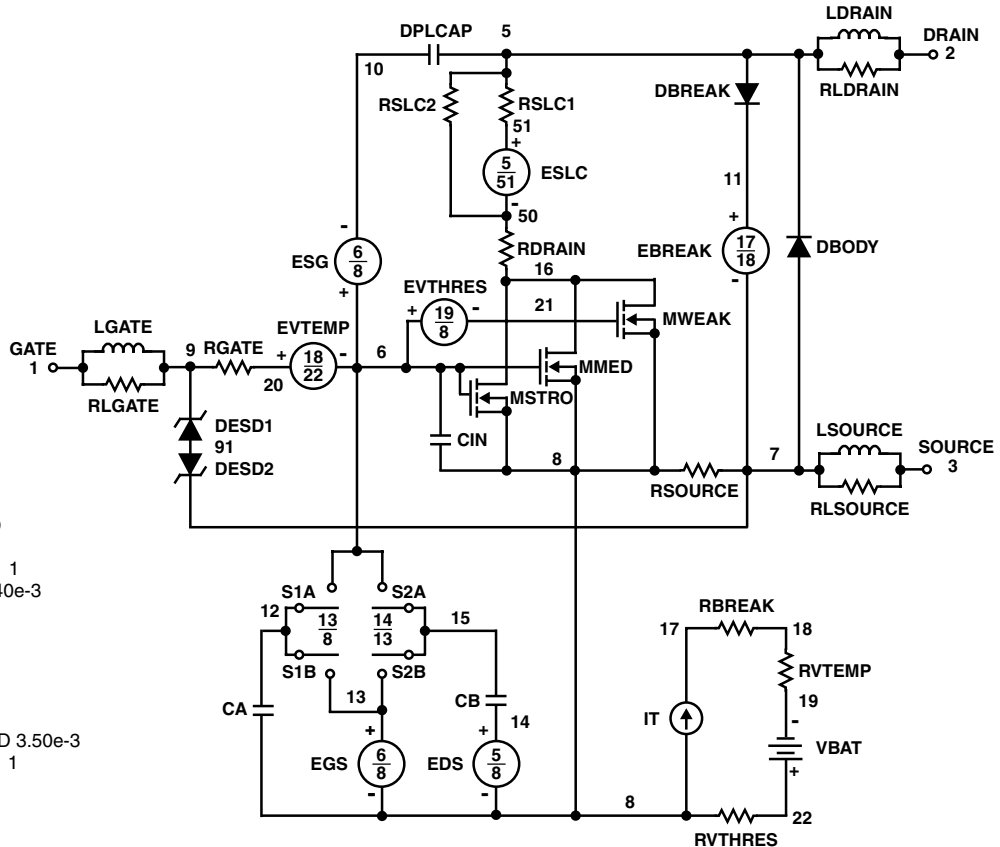 LDRAIN
DPLCAP
5
DRAIN
2
10
RLDRAIN
RSLC2
RSLC1
DBREAK
51
+
5
51
ESLC
-
50
11
-
+
RDRAIN
EBREAK
17
18
DBODY
ESG
6
8
16
-
+
EVTHRES
+
19
8
-
21
MWEAK
LGATE
EVTEMP
GATE
1
9
RGATE
+
18
22
-
6
MMED
20
RLGATE
MSTRO
DESD1
91
DESD2
CIN
LSOURCE
8
7
SOURCE
3
RSOURCE
RLSOURCE
1
40e-3
S1A
S2A
12
13
8
14
13
15
RBREAK
17
18
S1B
S2B
RVTEMP
13
CB
19
CA
IT
-
14
D 3.50e-3
1
+
+
VBAT
EGS
6
8
EDS
5
8
+
-
-
8
22
RVTHRES